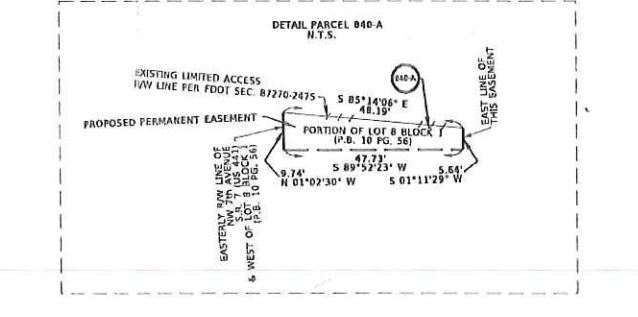 DETAIL PARCEL 840-A
N.T.S.
EXISTING LIMITED ACCESS
R/W LINE PER FDOT SEC. 87270-2475
840-A
S 85°14'06" E
48.19'
EAST LINE OF
THIS EASEMENT
PROPOSED PERMANENT EASEMENT
PORTION OF LOT 8 BLOCK 1
(P.B. 10 PG. 56)
47.73'
S 89°52'23" W
9.74'
N 01°02'30" W
5.64'
S 01°11'29" W
EASTERLY R/W LINE OF
NW 7th AVENUE
S.R. 7 (US 441)
& WEST OF LOT 8 BLOCK 1
(P.B. 10 PG. 56)